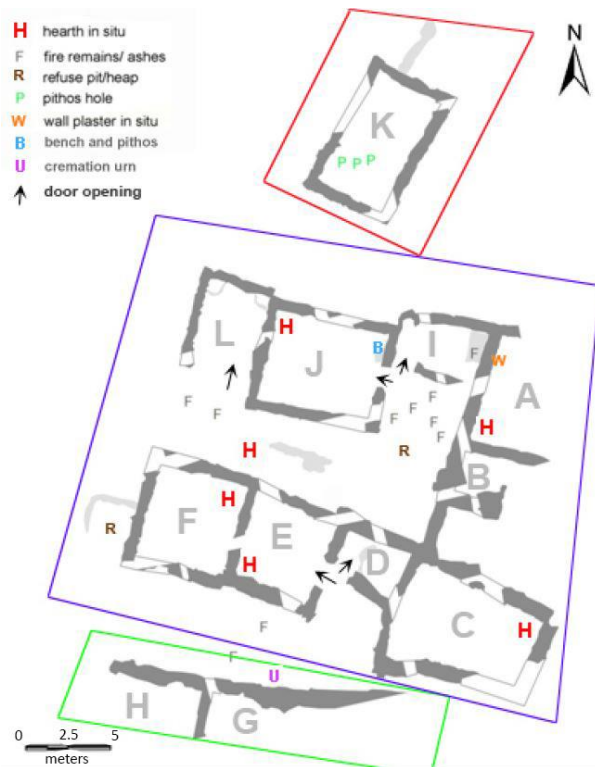 H hearth in situ
F fire remains/ ashes
R refuse pit/heap
P pithos hole
W wall plaster in situ
B bench and pithos
U cremation urn
door opening
N
K
P P P
H
L
J
B
I
F
W
A
F
F
F
F
F
F
F
H
H
R
B
H
F
E
R
H
D
C
H
F
F
U
H
G
0 2.5 5
meters